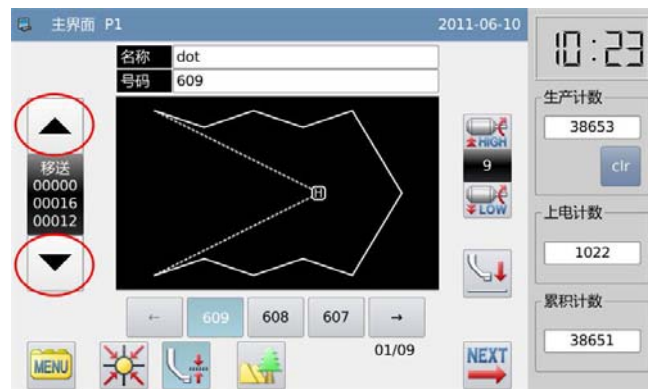 主界面 P1
2011-06-10
名称 dot
号码 609
移送
00000
00016
00012
H
HIGH
9
LOW
← 609 608 607 →
01/09
MENU
NEXT
10:23
生产计数
38653
clr
上电计数
1022
累积计数
38651